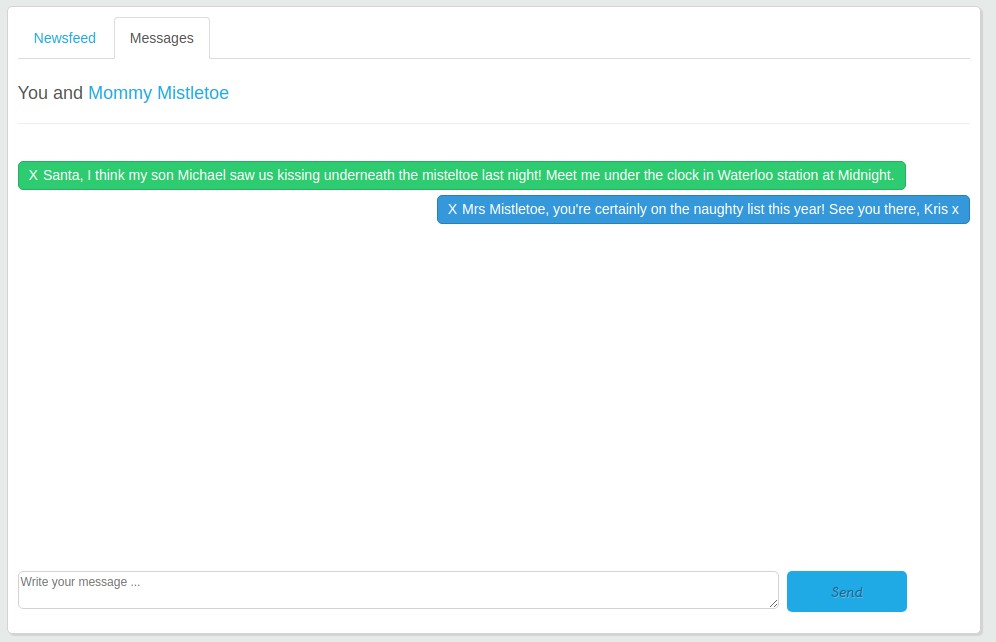 Newsfeed Messages
You and Mommy Mistletoe
X Santa, I think my son Michael saw us kissing underneath the misteltoe last night! Meet me under the clock in Waterloo station at Midnight.
X Mrs Mistletoe, you're certainly on the naughty list this year! See you there, Kris x
Write your message ...
Send